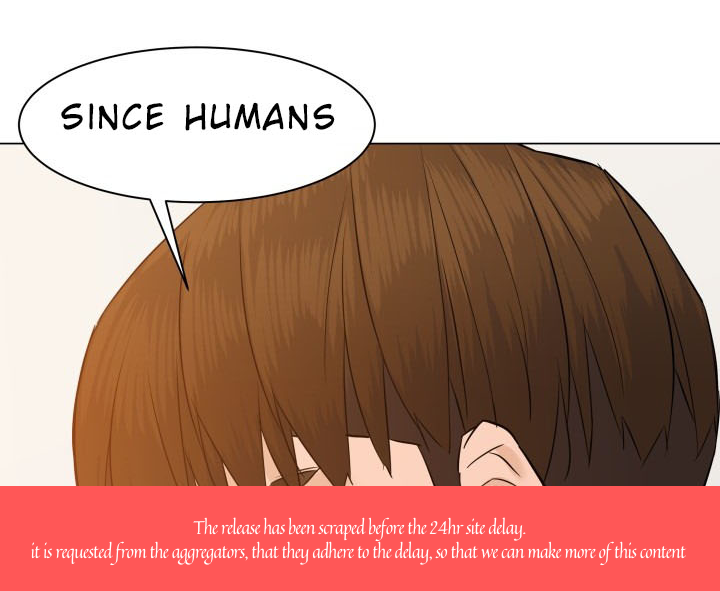 SINCE HUMANS
The release has been scraped before the 24hr site delay.
it is requested from the aggregators, that they adhere to the delay, so that we can make more of this content